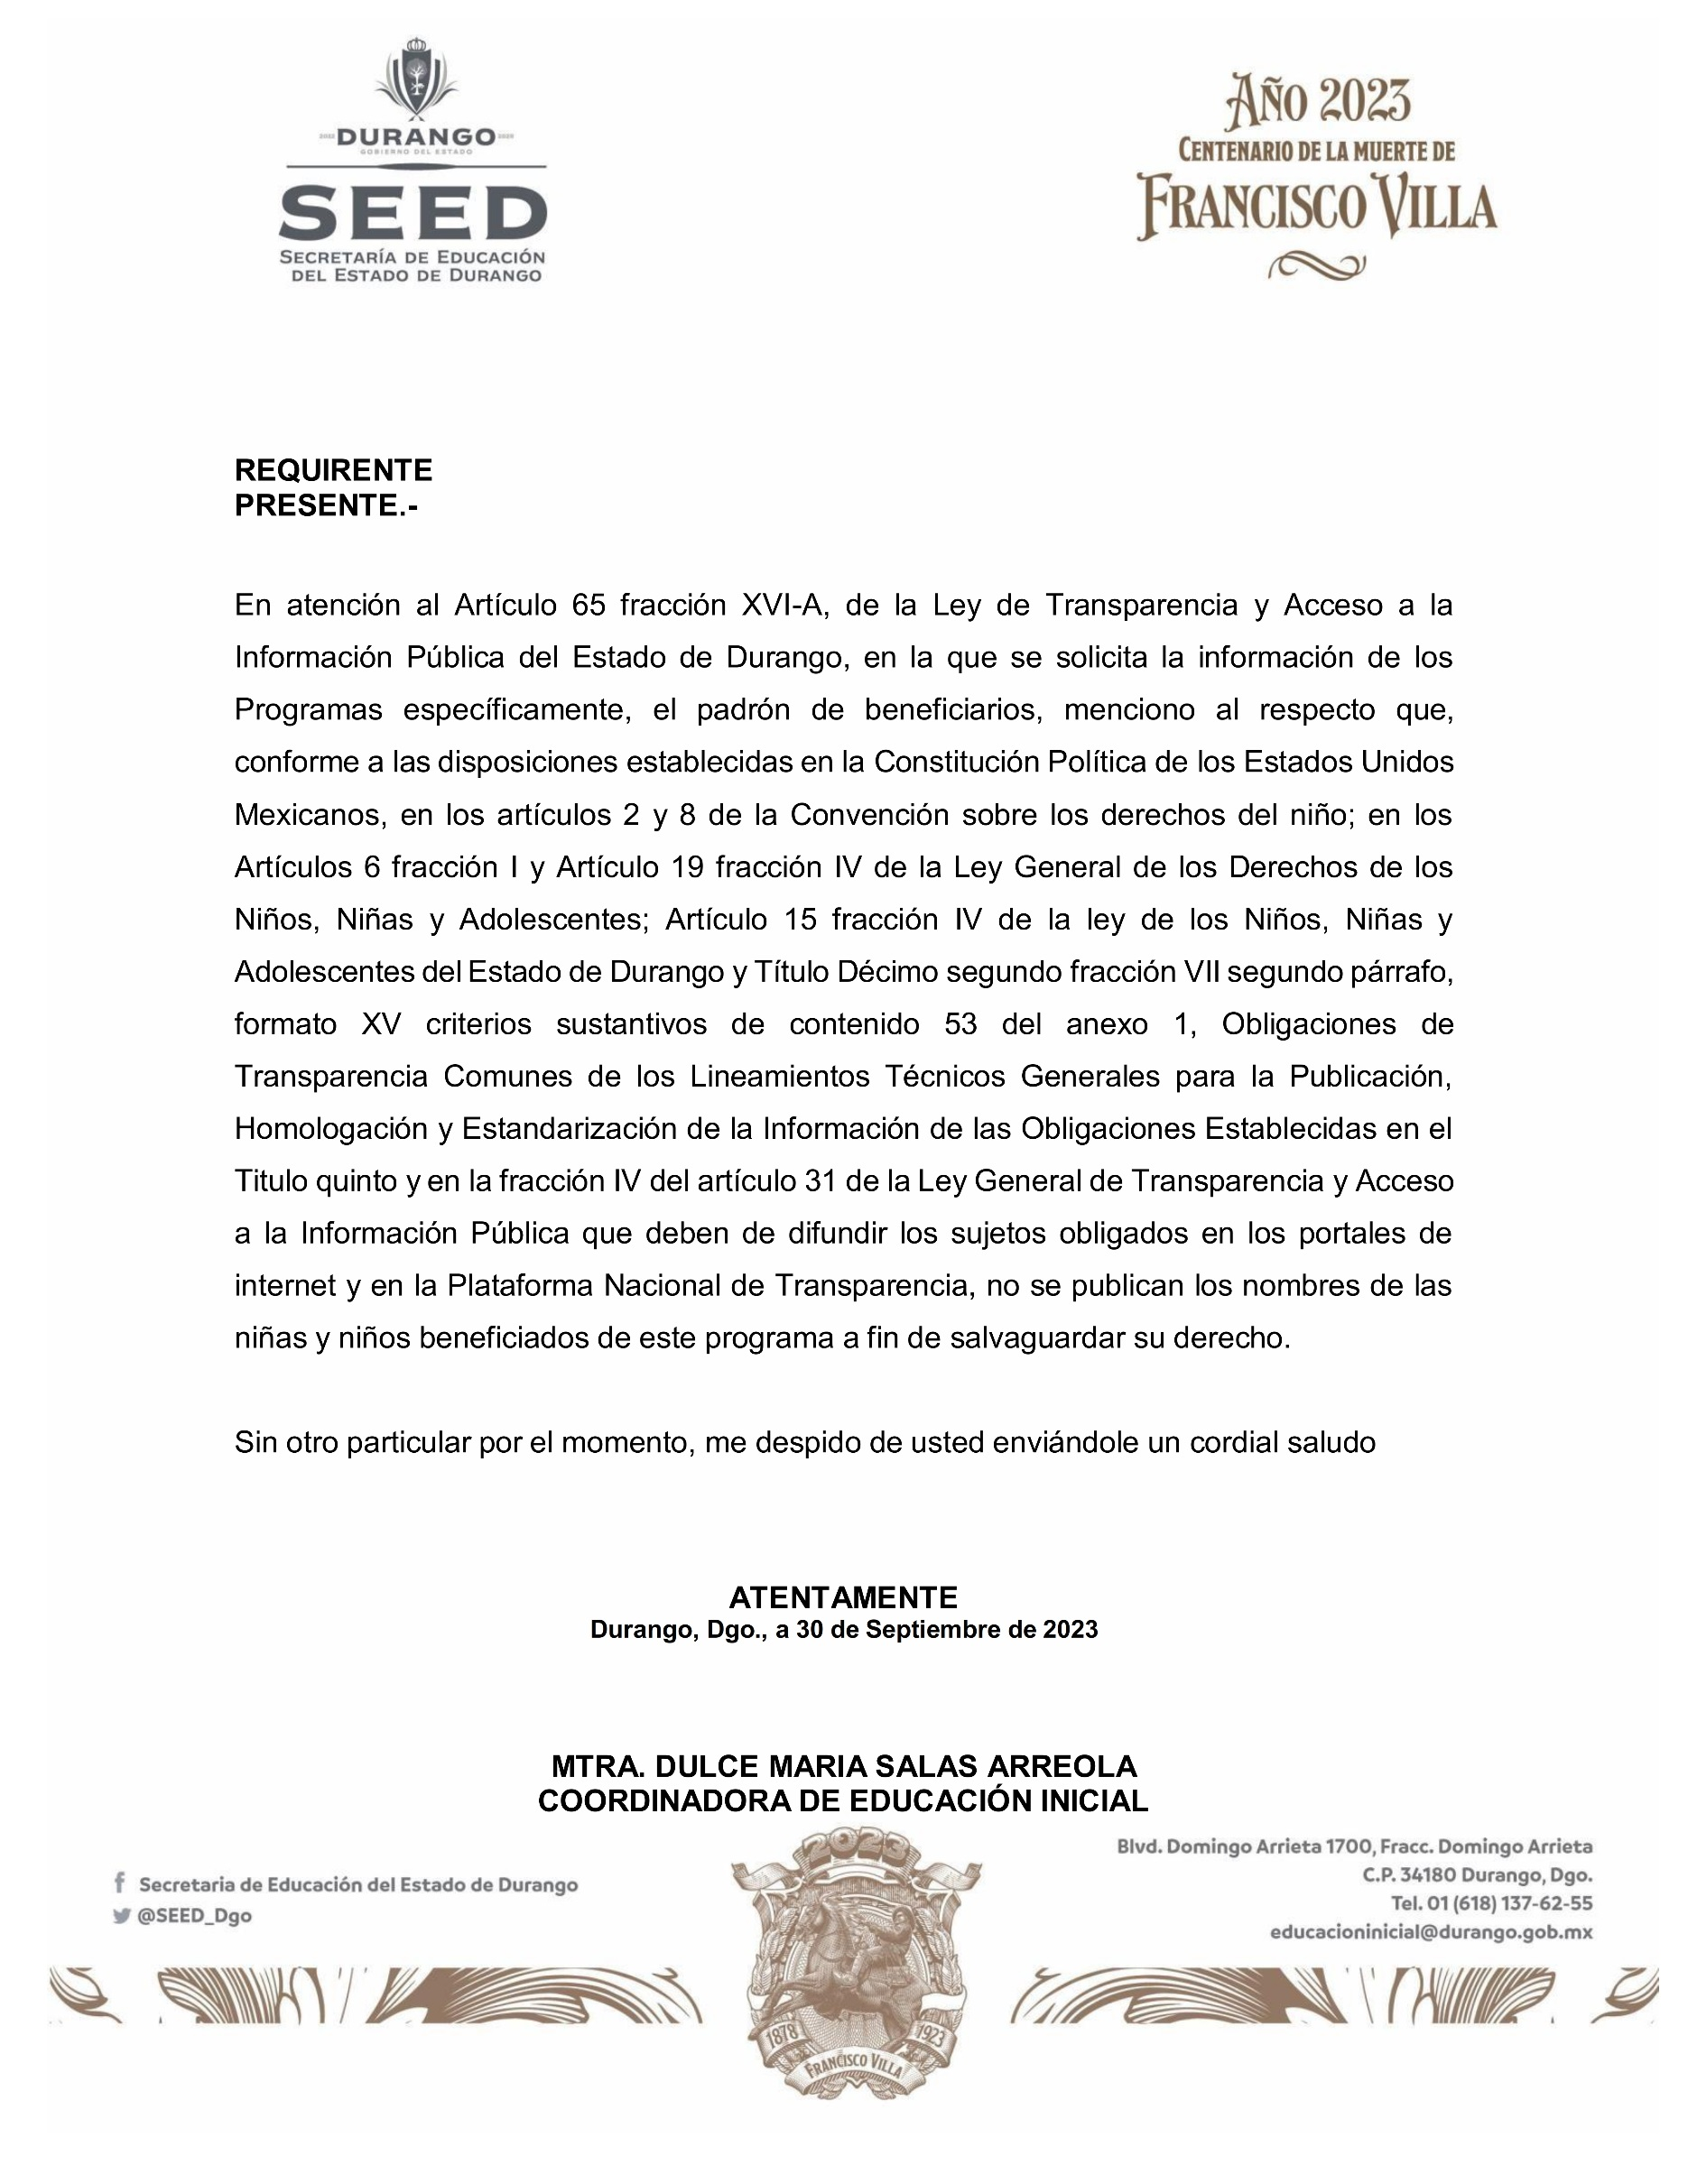 DURANGO
GOBIERNO DEL ESTADO
SEED
SECRETARÍA DE EDUCACIÓN
DEL ESTADO DE DURANGO
AÑO 2023
CENTENARIO DE LA MUERTE DE
FRANCISCO VILLA
REQUIRENTE
PRESENTE.-
En atención al Artículo 65 fracción XVI-A, de la Ley de Transparencia y Acceso a la
Información Pública del Estado de Durango, en la que se solicita la información de los
Programas específicamente, el padrón de beneficiarios, menciono al respecto que,
conforme a las disposiciones establecidas en la Constitución Política de los Estados Unidos
Mexicanos, en los artículos 2 y 8 de la Convención sobre los derechos del niño; en los
Artículos 6 fracción I y Artículo 19 fracción IV de la Ley General de los Derechos de los
Niños, Niñas y Adolescentes; Artículo 15 fracción IV de la ley de los Niños, Niñas y
Adolescentes del Estado de Durango y Título Décimo segundo fracción VII segundo párrafo,
formato XV criterios sustantivos de contenido 53 del anexo 1, Obligaciones de
Transparencia Comunes de los Lineamientos Técnicos Generales para la Publicación,
Homologación y Estandarización de la Información de las Obligaciones Establecidas en el
Titulo quinto y en la fracción IV del artículo 31 de la Ley General de Transparencia y Acceso
a la Información Pública que deben de difundir los sujetos obligados en los portales de
internet y en la Plataforma Nacional de Transparencia, no se publican los nombres de las
niñas y niños beneficiados de este programa a fin de salvaguardar su derecho.
Sin otro particular por el momento, me despido de usted enviándole un cordial saludo
ATENTAMENTE
Durango, Dgo., a 30 de Septiembre de 2023
MTRA. DULCE MARIA SALAS ARREOLA
COORDINADORA DE EDUCACIÓN INICIAL
Secretaria de Educación del Estado de Durango
@SEED_Dgo
2023
1878
1923
FRANCISCO VILLA
Blvd. Domingo Arrieta 1700, Fracc. Domingo Arrieta
C.P. 34180 Durango, Dgo.
Tel. 01 (618) 137-62-55
educacioninicial@durango.gob.mx